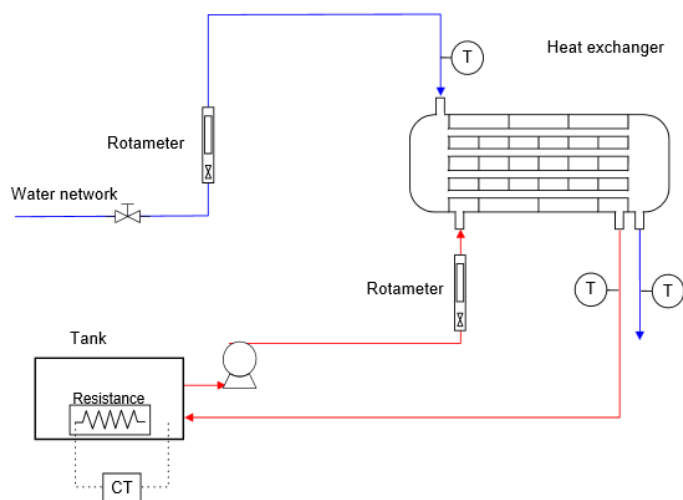 T
Heat exchanger
Rotameter
Water network
Rotameter
T
T
Tank
Resistance
CT